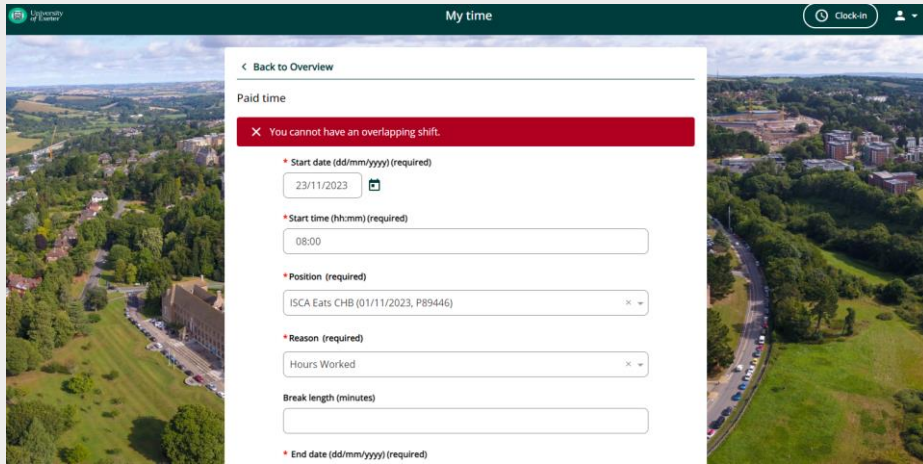 University
of Exeter
My time
Clock-in
Back to Overview
Paid time
You cannot have an overlapping shift.
* Start date (dd/mm/yyyy) (required)
23/11/2023
* Start time (hh:mm) (required)
08:00
* Position (required)
ISCA Eats CHB (01/11/2023, P89446)
* Reason (required)
Hours Worked
Break length (minutes)
* End date (dd/mm/yyyy) (required)